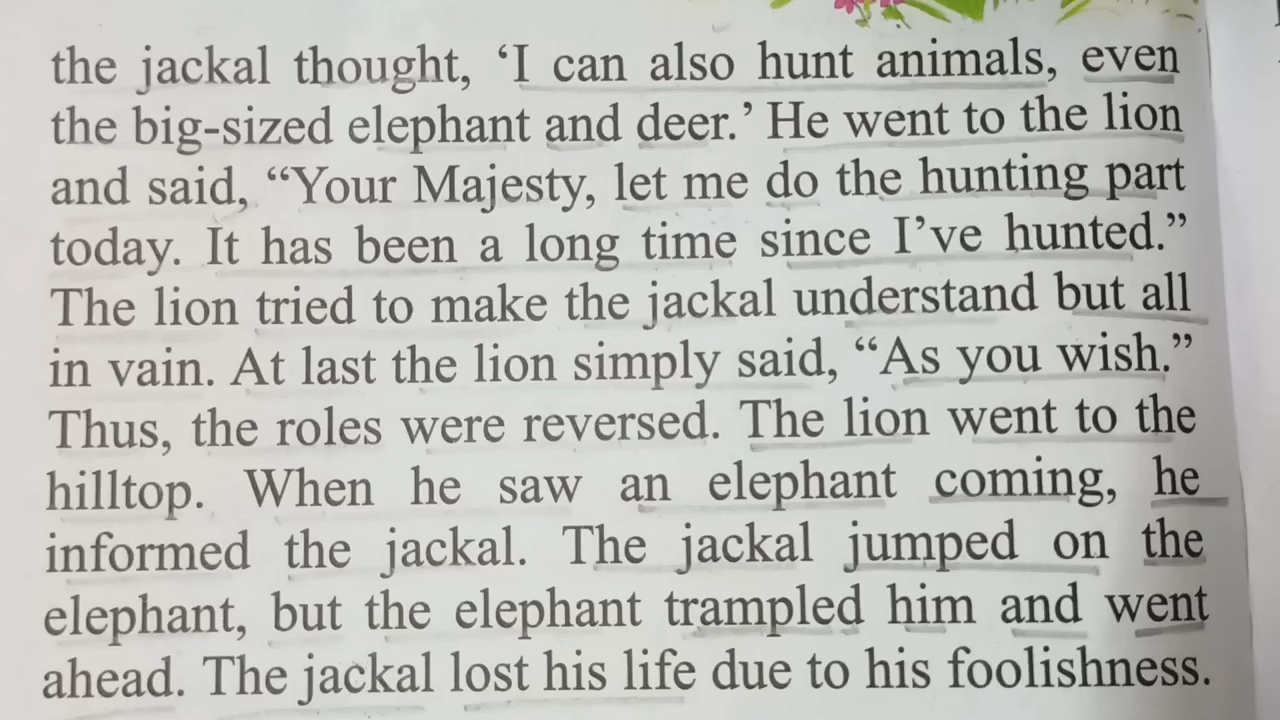 the jackal thought, ‘I can also hunt animals, even
the big-sized elephant and deer.’ He went to the lion
and said, “Your Majesty, let me do the hunting part
today. It has been a long time since I’ve hunted.”
The lion tried to make the jackal understand but all
in vain. At last the lion simply said, “As you wish.”
Thus, the roles were reversed. The lion went to the
hilltop. When he saw an elephant coming, he
informed the jackal. The jackal jumped on the
elephant, but the elephant trampled him and went
ahead. The jackal lost his life due to his foolishness.